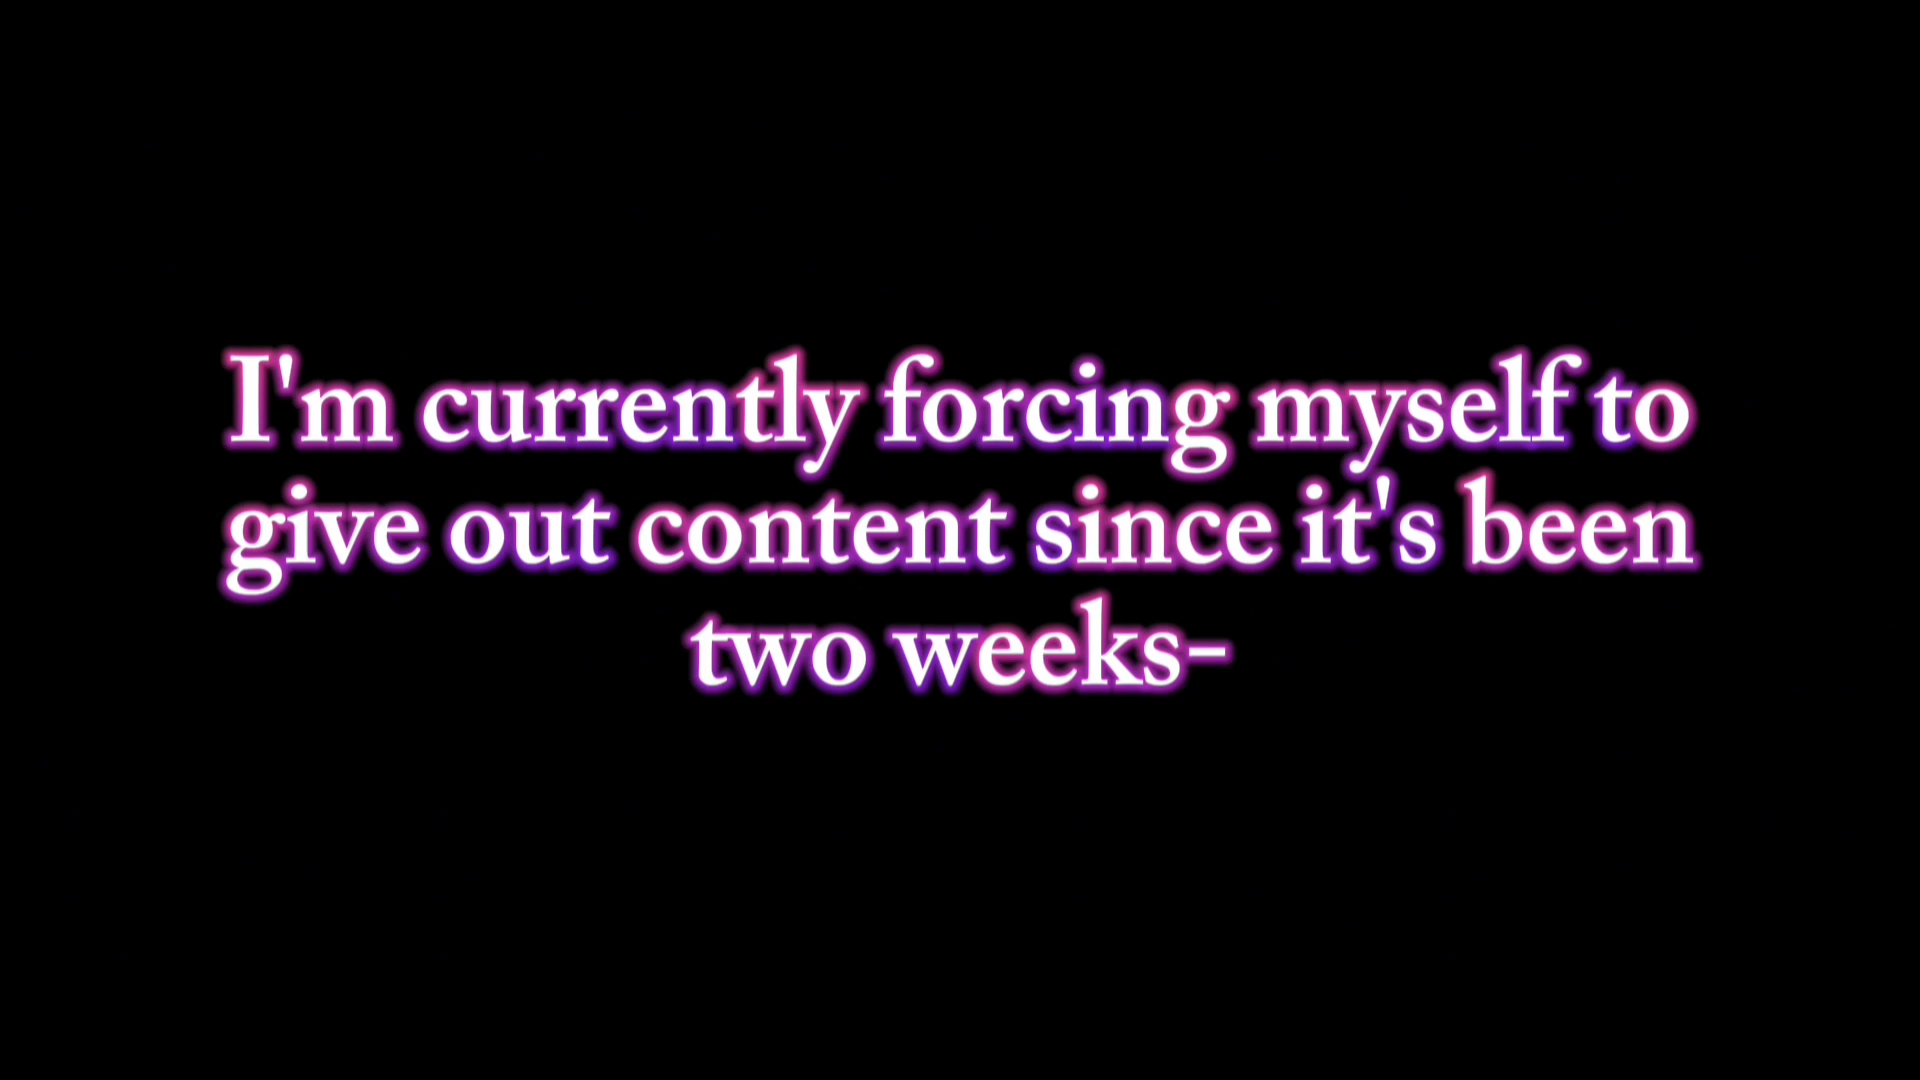 I'm currently forcing myself to
give out content since it's been
two weeks-